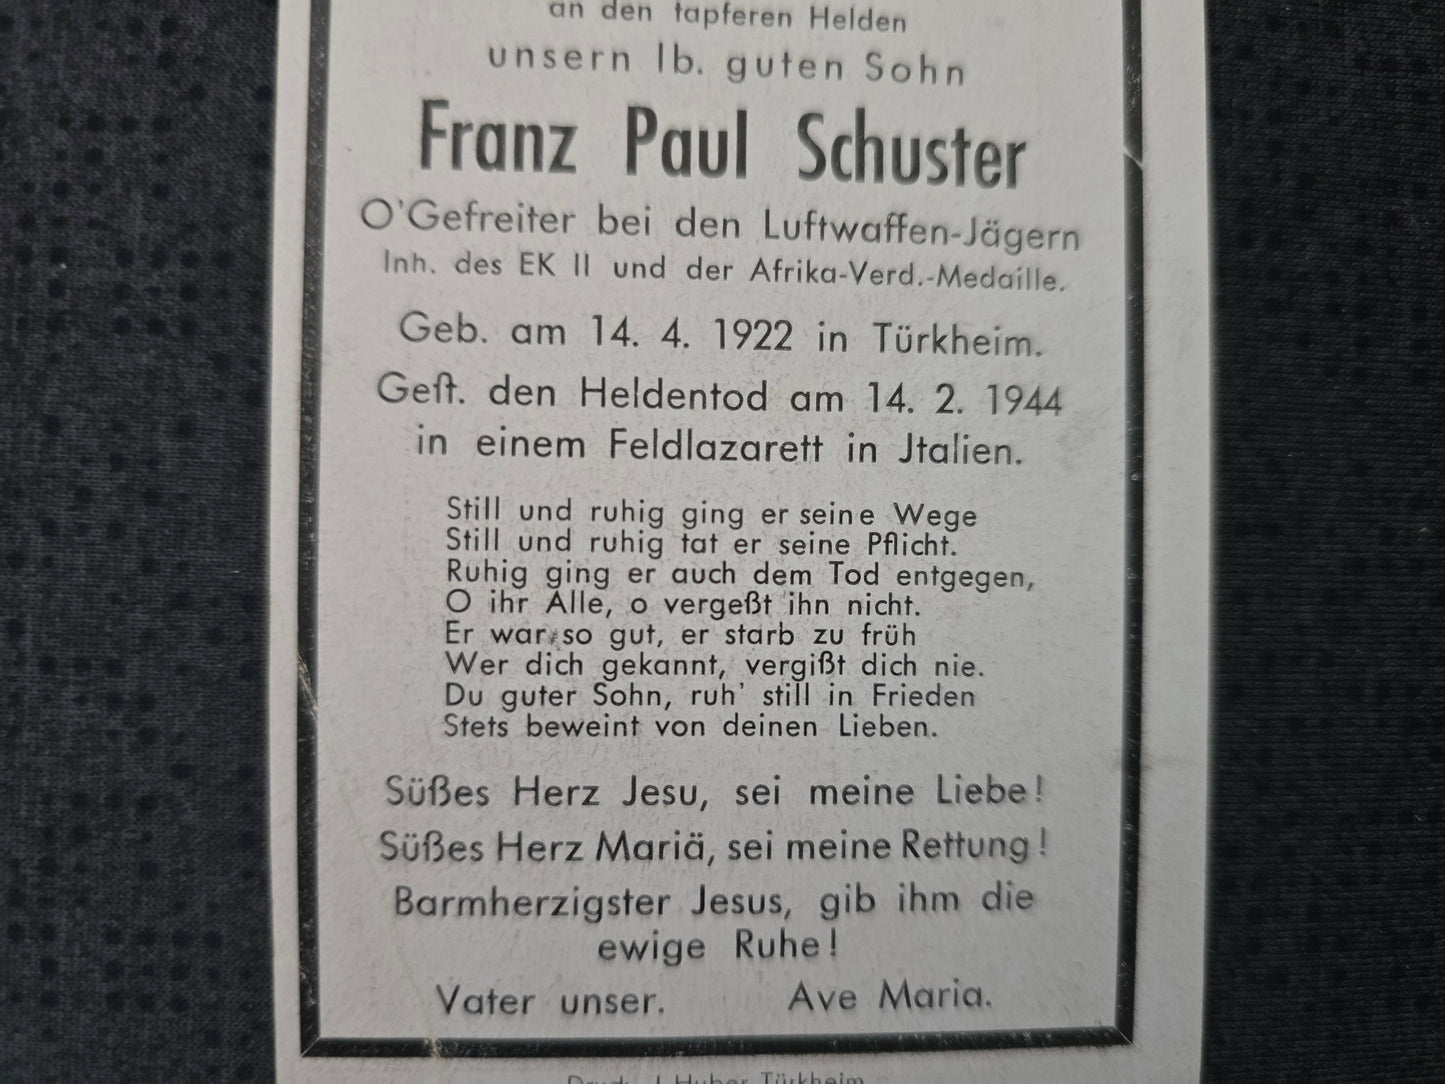 an den tapferen Helden
unsern lb. guten Sohn
Franz Paul Schuster
O'Gefreiter bei den Luftwaffen-Jägern
Inh. des EK II und der Afrika-Verd.-Medaille.
Geb. am 14. 4. 1922 in Türkheim.
Geft. den Heldentod am 14. 2. 1944
in einem Feldlazarett in Jtalien.
Still und ruhig ging er seine Wege
Still und ruhig tat er seine Pflicht.
Ruhig ging er auch dem Tod entgegen,
O ihr Alle, o vergeßt ihn nicht.
Er war so gut, er starb zu früh
Wer dich gekannt, vergißt dich nie.
Du guter Sohn, ruh' still in Frieden
Stets beweint von deinen Lieben.
Süßes Herz Jesu, sei meine Liebe!
Süßes Herz Mariä, sei meine Rettung!
Barmherzigster Jesus, gib ihm die
ewige Ruhe!
Vater unser. Ave Maria.
Druck J. Huber Türkheim